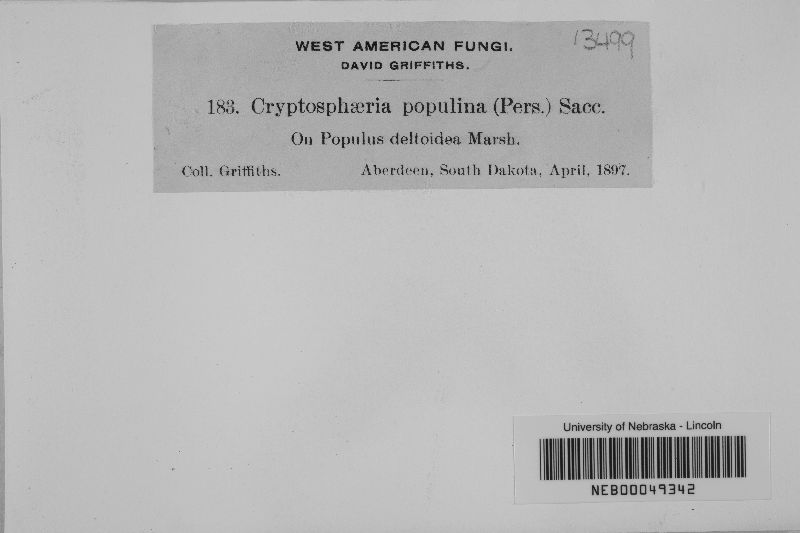 WEST AMERICAN FUNGI.
13499
DAVID GRIFFITHS.
183. Cryptosphæria populina (Pers.) Sacc.
On Populus deltoidea Marsh.
Coll. Griffiths. Aberdeen, South Dakota, April, 1897.
University of Nebraska - Lincoln
NEB00049342